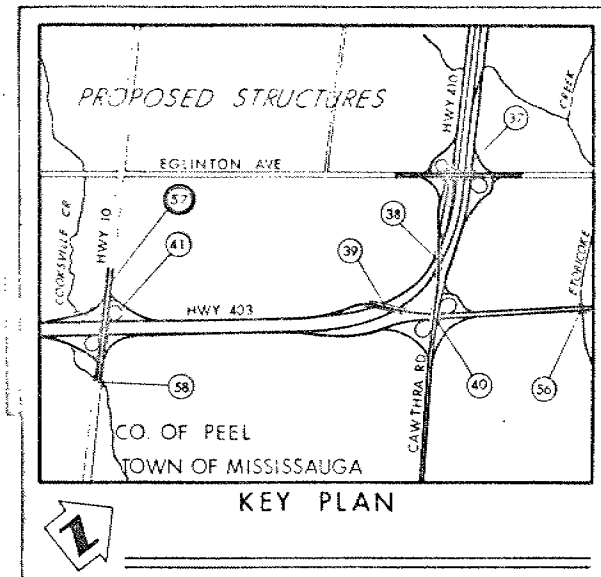 PROPOSED STRUCTURES
HWY 410
CREEK
37
EGLINTON AVE
COOKSVILLE CR
HWY 10
57
41
38
39
HWY 403
ETOBICOKE
58
40
56
CAWTHRA RD
CO. OF PEEL
TOWN OF MISSISSAUGA
KEY PLAN
N